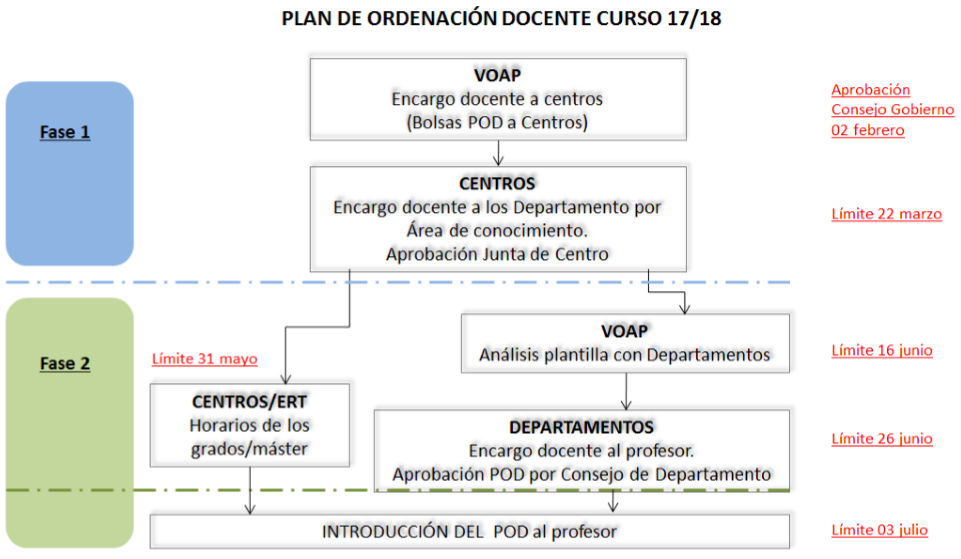 PLAN DE ORDENACIÓN DOCENTE CURSO 17/18
Fase 1
VOAP
Encargo docente a centros
(Bolsas POD a Centros)
Aprobación
Consejo Gobierno
02 febrero
CENTROS
Encargo docente a los Departamento por
Área de conocimiento.
Aprobación Junta de Centro
Límite 22 marzo
Fase 2
VOAP
Análisis plantilla con Departamentos
Límite 16 junio
Límite 31 mayo
CENTROS/ERT
Horarios de los
grados/máster
DEPARTAMENTOS
Encargo docente al profesor.
Aprobación POD por Consejo de Departamento
Límite 26 junio
INTRODUCCIÓN DEL POD al profesor
Límite 03 julio